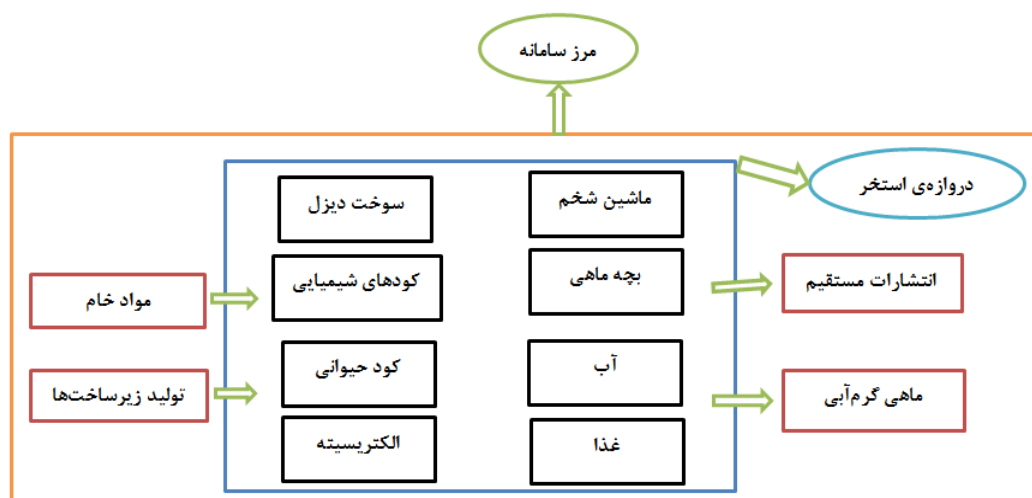 مرز سامانه
دروازه‌ی استخر
ماشین شخم
سوخت دیزل
بچه ماهی
کودهای شیمیایی
انتشارات مستقیم
مواد خام
آب
کود حیوانی
ماهی گرم‌آبی
تولید زیرساخت‌ها
غذا
الکتریسیته